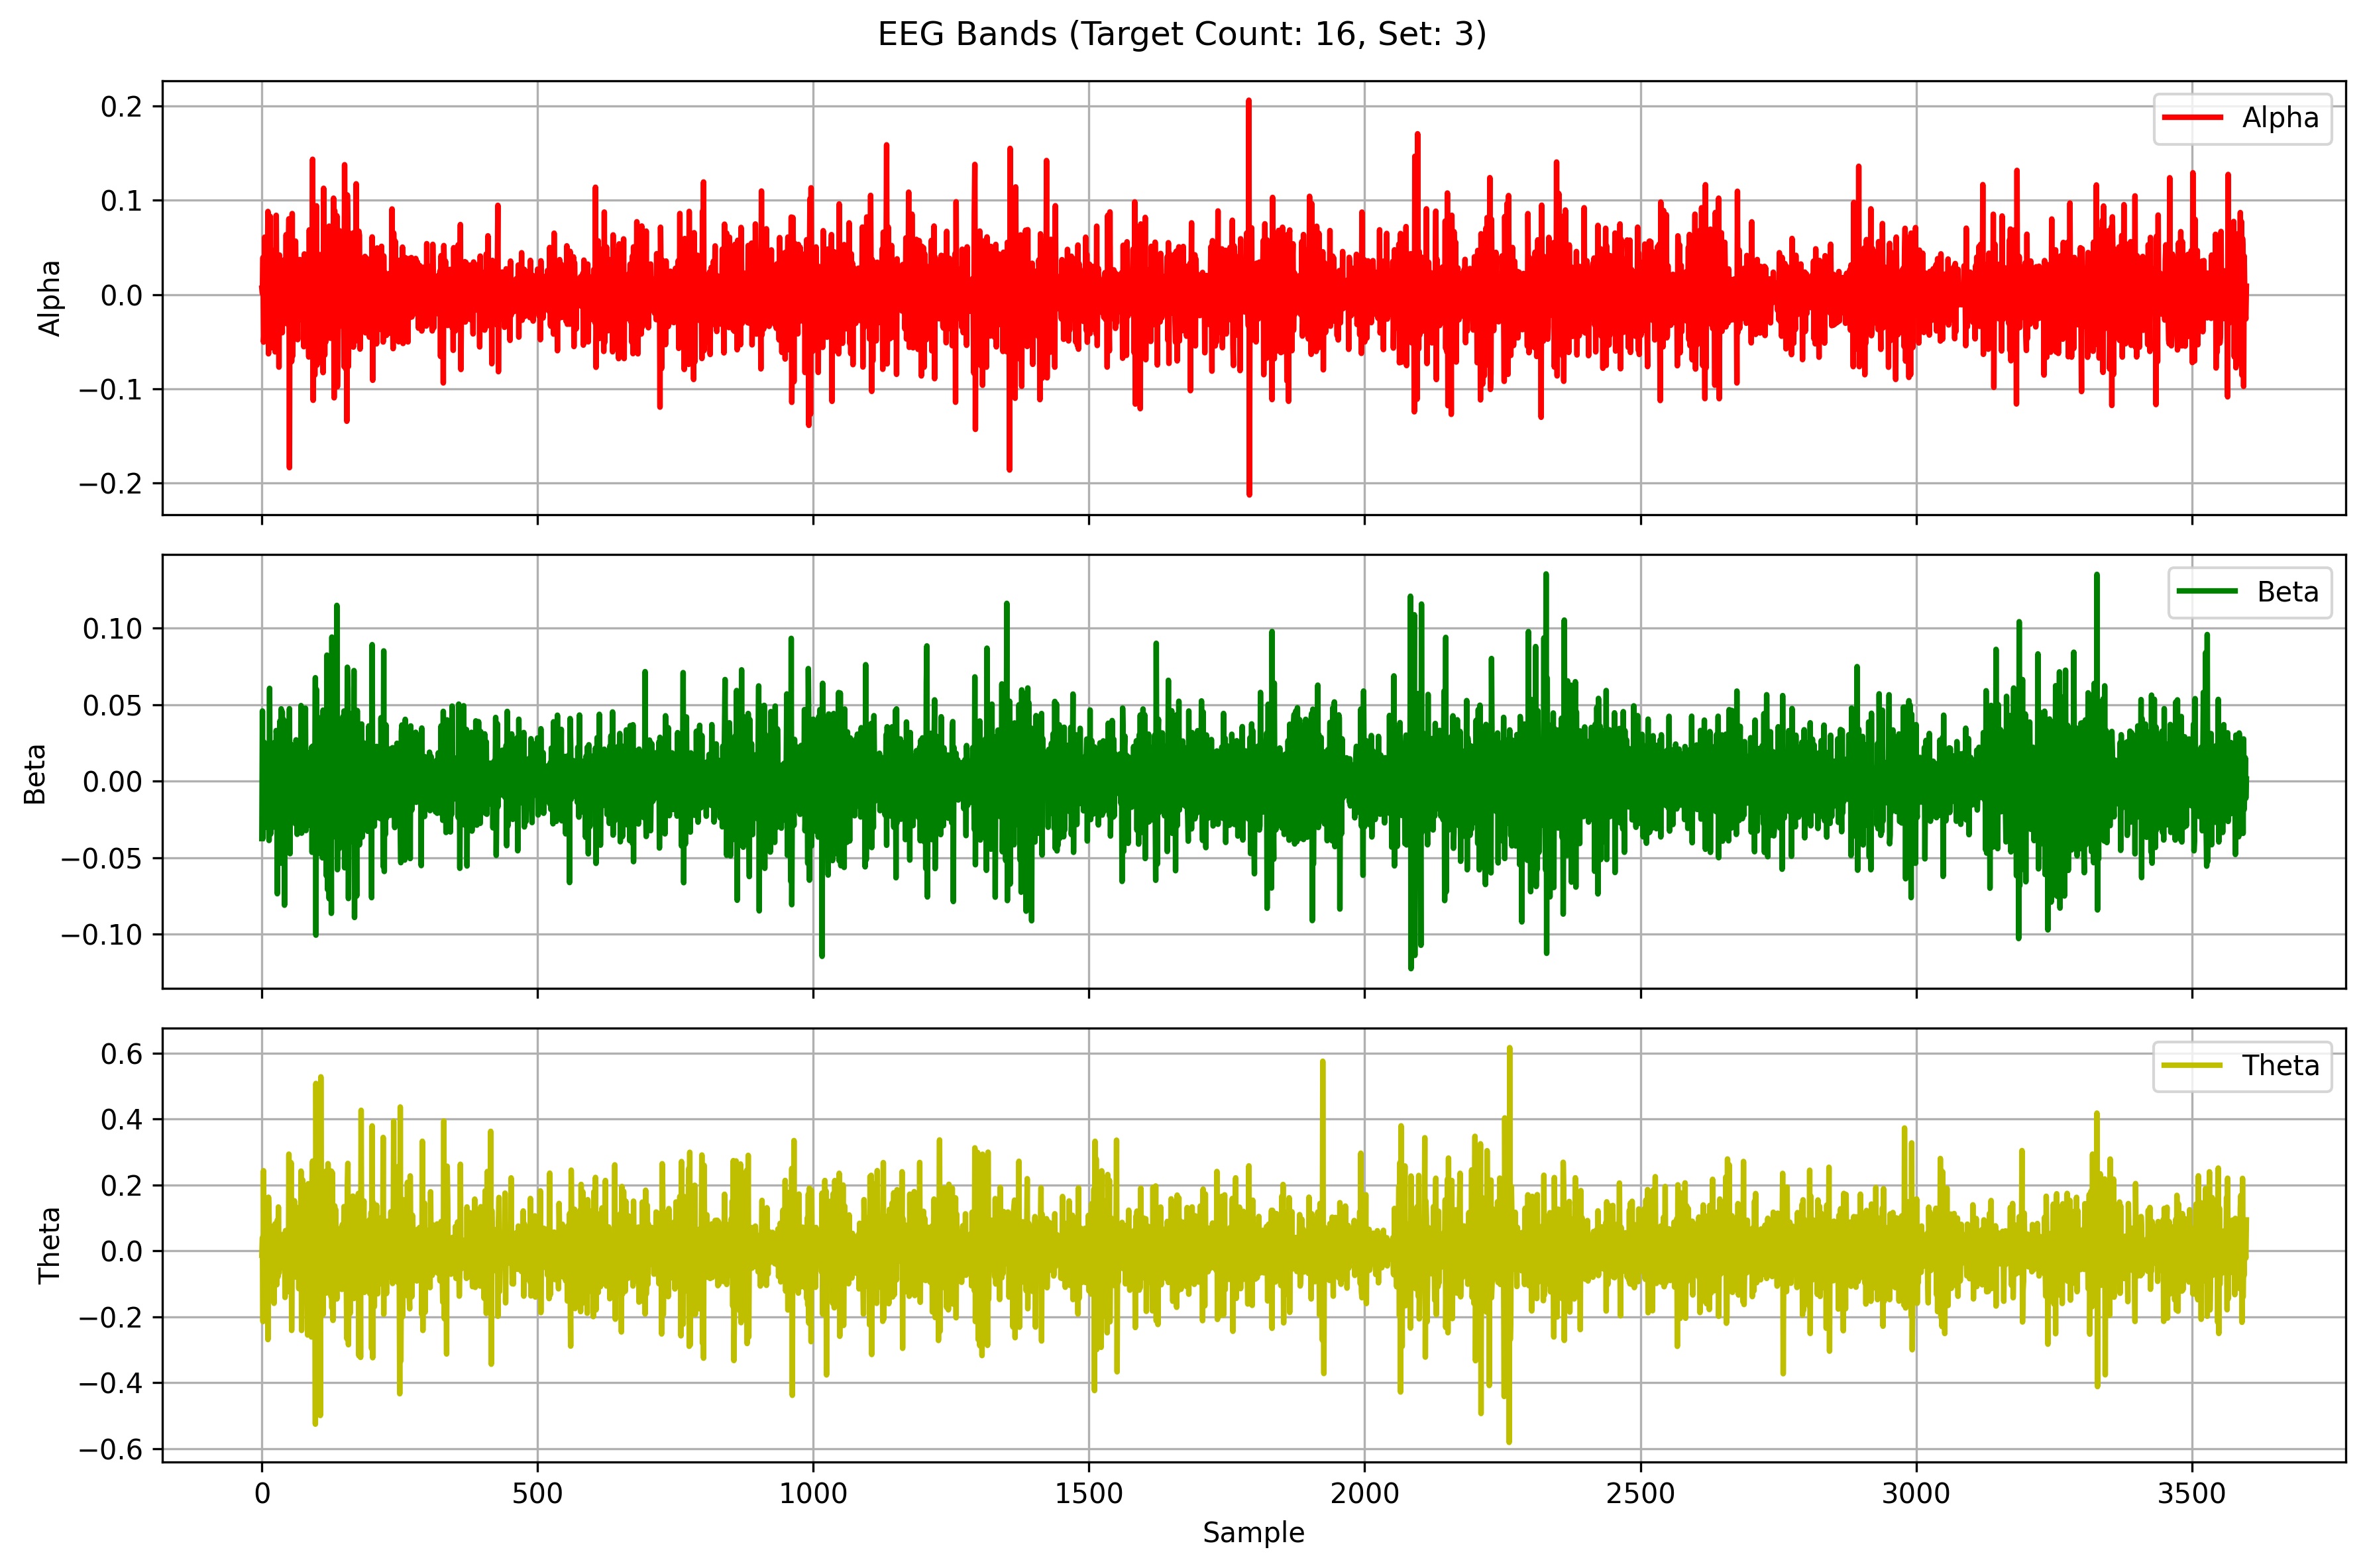 EEG Bands (Target Count: 16, Set: 3)
0.2
0.1
0.0
−0.1
−0.2
Alpha
Alpha
0.10
0.05
0.00
−0.05
−0.10
Beta
Beta
0.6
0.4
0.2
0.0
−0.2
−0.4
−0.6
Theta
Theta
0 500 1000 1500 2000 2500 3000 3500
Sample